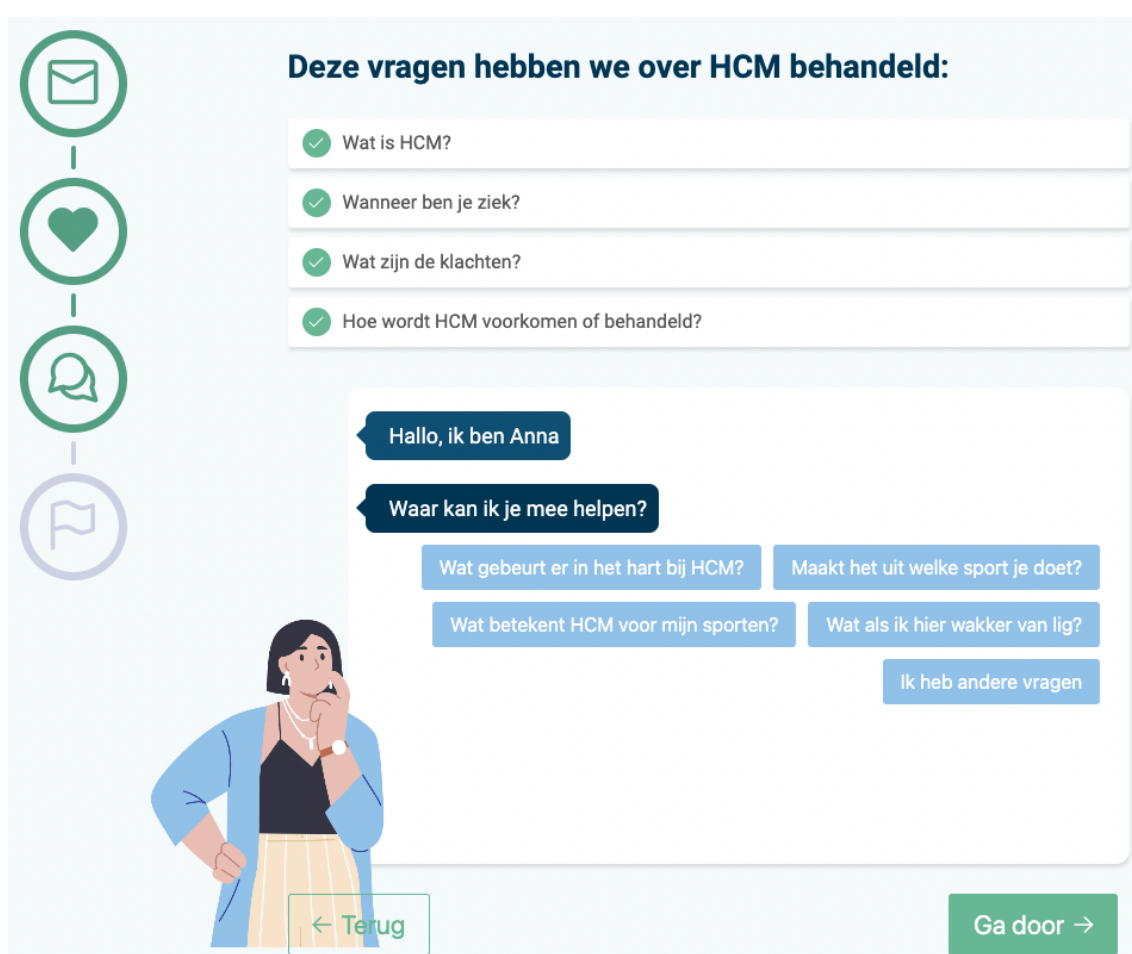 Deze vragen hebben we over HCM behandeld:
Wat is HCM?
Wanneer ben je ziek?
Wat zijn de klachten?
Hoe wordt HCM voorkomen of behandeld?
Hallo, ik ben Anna
Waar kan ik je mee helpen?
Wat gebeurt er in het hart bij HCM?
Maakt het uit welke sport je doet?
Wat betekent HCM voor mijn sporten?
Wat als ik hier wakker van lig?
Ik heb andere vragen
← Terug
Ga door →